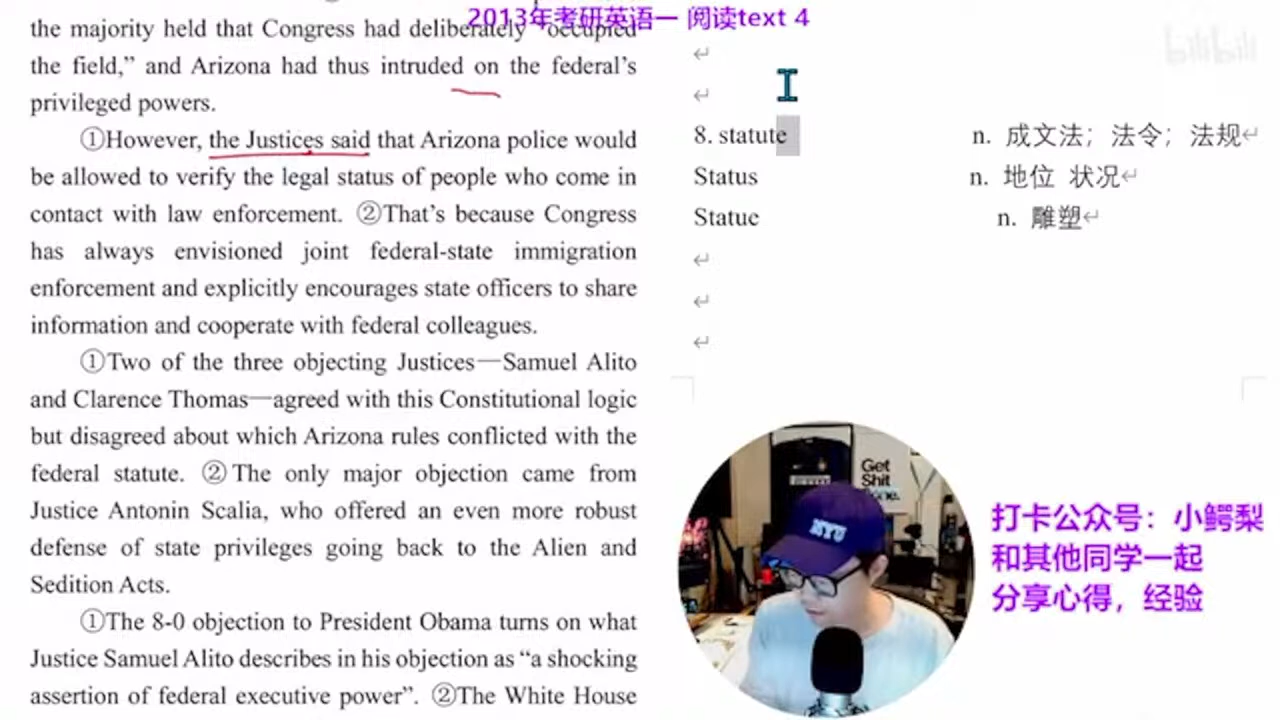 2013年考研英语一 阅读text 4
the majority held that Congress had deliberately “occupied
the field,” and Arizona had thus intruded on the federal’s
privileged powers.
①However, the Justices said that Arizona police would
be allowed to verify the legal status of people who come in
contact with law enforcement. ②That’s because Congress
has always envisioned joint federal-state immigration
enforcement and explicitly encourages state officers to share
information and cooperate with federal colleagues.
①Two of the three objecting Justices—Samuel Alito
and Clarence Thomas—agreed with this Constitutional logic
but disagreed about which Arizona rules conflicted with the
federal statute. ②The only major objection came from
Justice Antonin Scalia, who offered an even more robust
defense of state privileges going back to the Alien and
Sedition Acts.
①The 8-0 objection to President Obama turns on what
Justice Samuel Alito describes in his objection as “a shocking
assertion of federal executive power”. ②The White House
bilibili
8. statute n. 成文法；法令；法规
Status n. 地位 状况
Statue n. 雕塑
Get
Shit
Done.
NYU
打卡公众号：小鳄梨
和其他同学一起
分享心得，经验